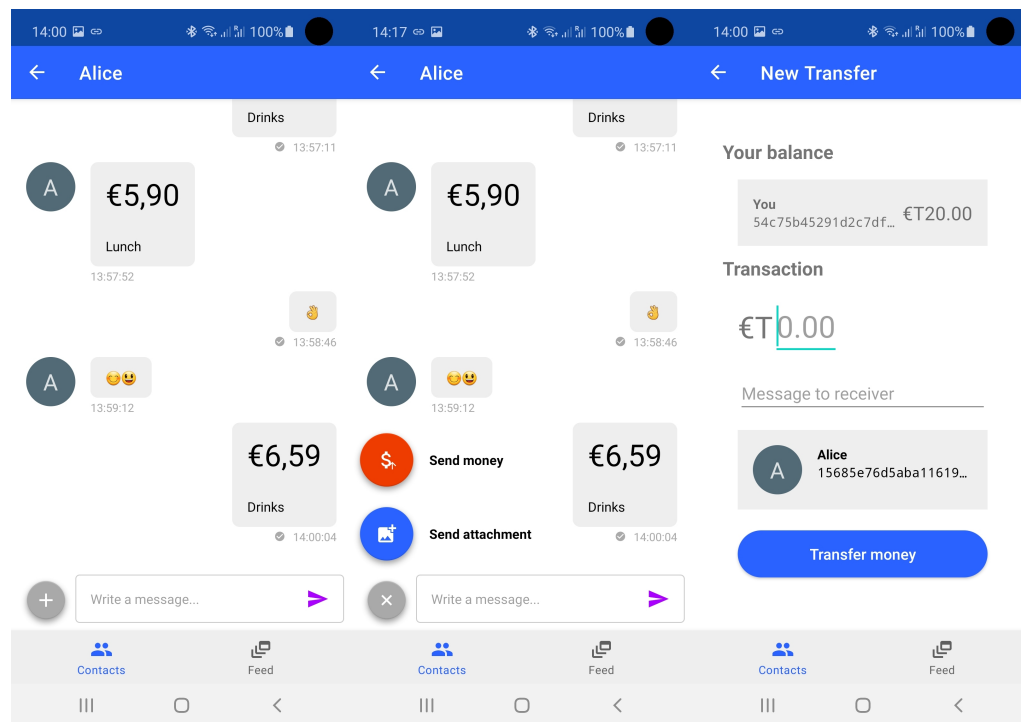 14:00 100%
Alice
Drinks
13:57:11
A
€5,90
Lunch
13:57:52
👌
13:58:46
A
😊😃
13:59:12
€6,59
Drinks
14:00:04
Write a message...
Contacts
Feed
14:17 100%
Alice
Drinks
13:57:11
A
€5,90
Lunch
13:57:52
👌
13:58:46
A
😊😃
13:59:12
€6,59
Send money
Drinks
Send attachment
14:00:04
Write a message...
Contacts
Feed
14:00 100%
New Transfer
Your balance
You
54c75b45291d2c7df… €T20.00
Transaction
€T 0.00
Message to receiver
A
Alice
15685e76d5aba11619…
Transfer money
Contacts
Feed